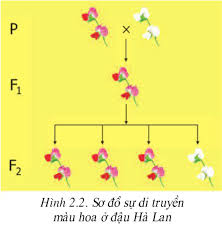 P ×
F₁
F₂
Hình 2.2. Sơ đồ sự di truyền
màu hoa ở đậu Hà Lan